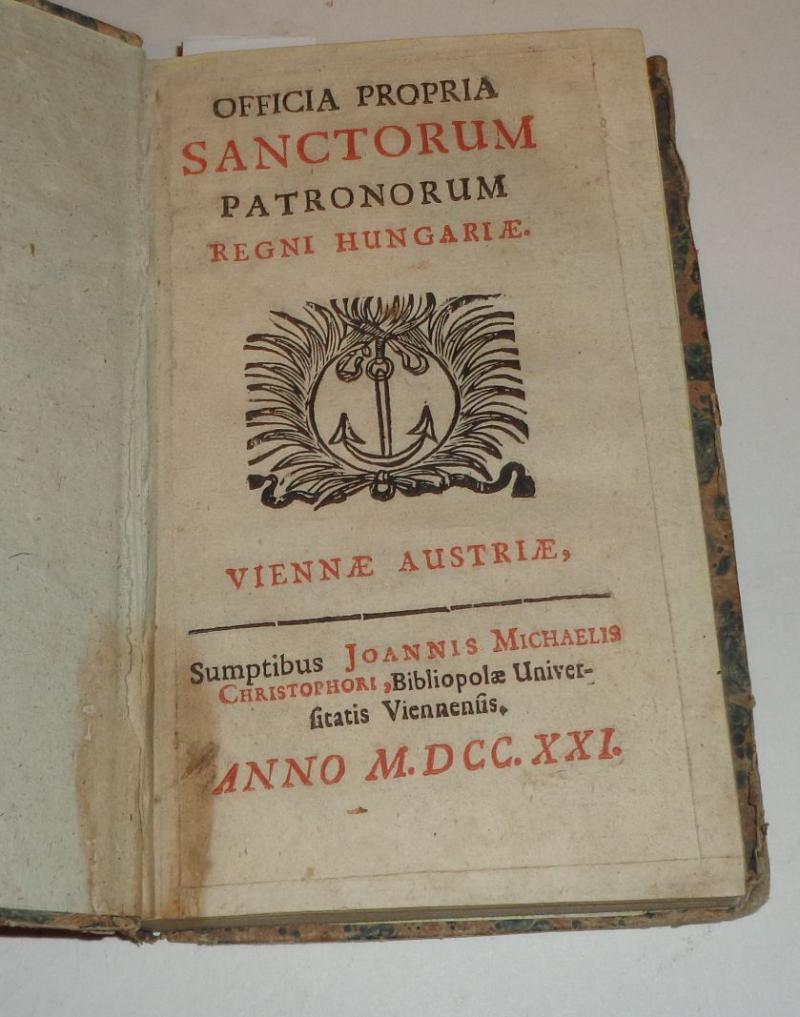 OFFICIA PROPRIA
SANCTORUM
PATRONORUM
REGNI HUNGARIÆ.
VIENNÆ AUSTRIÆ,
Sumptibus JOANNIS MICHAELIS
CHRISTOPHORI, Bibliopolæ Univer-
ſitatis Viennenſis.
ANNO M.DCC.XXI.